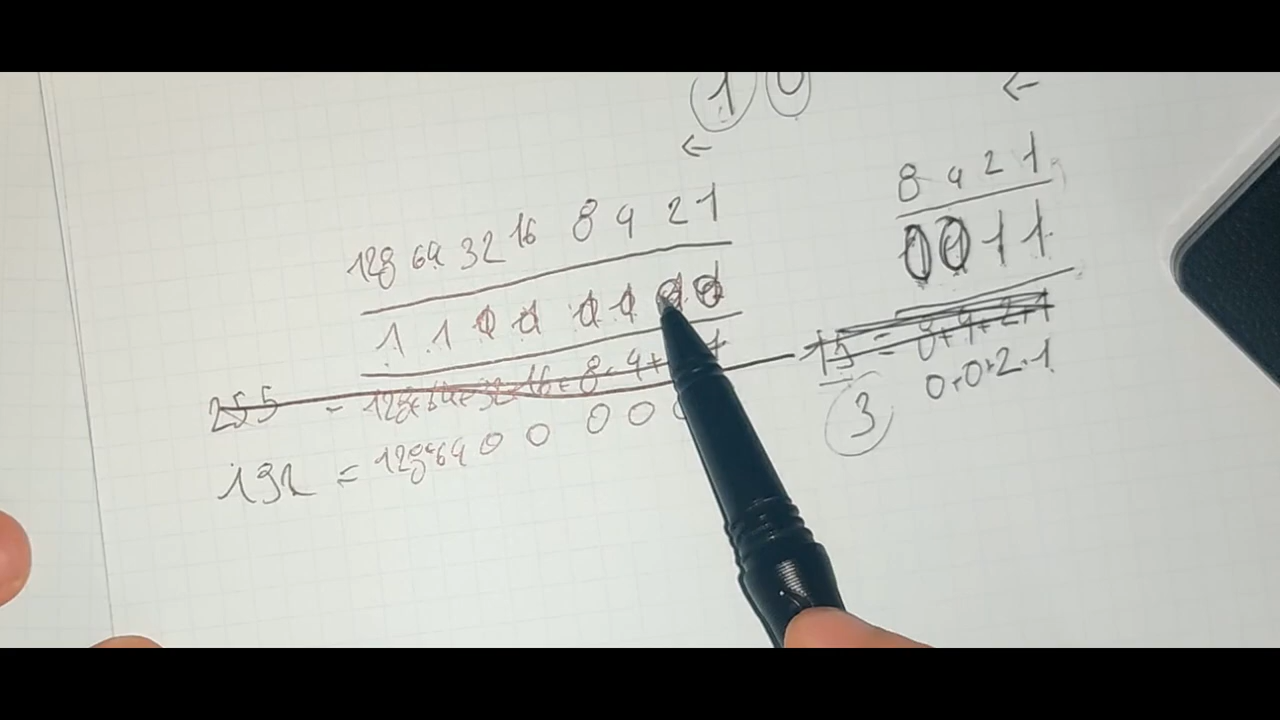 1 0
←
←
128 64 32 16 8 4 2 1
1 1 0 0 0 0 0 0
255 = 128+64+32+16+8+4+
192 = 128+64 0 0 0 0
8 4 2 1
0 0 1 1
15 = 8+4+2+1
0+0+2+1
3